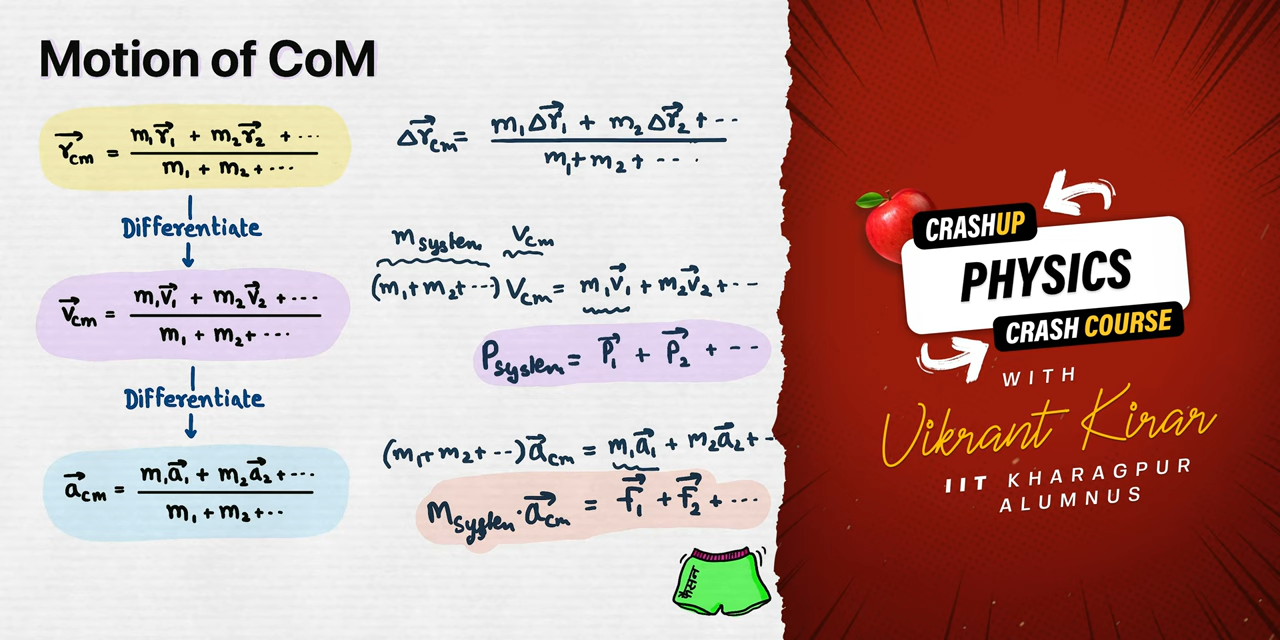 Motion of CoM
r⃗cm = (m₁r⃗₁ + m₂r⃗₂ + ···) / (m₁ + m₂ + ···)
Differentiate
v⃗cm = (m₁v⃗₁ + m₂v⃗₂ + ···) / (m₁ + m₂ + ···)
Differentiate
a⃗cm = (m₁a⃗₁ + m₂a⃗₂ + ···) / (m₁ + m₂ + ··)
Δr⃗cm = (m₁Δr⃗₁ + m₂Δr⃗₂ + ···) / (m₁ + m₂ + ···)
msystem vcm
(m₁+m₂+··) Vcm = m₁v⃗₁ + m₂v⃗₂ + ···
Psystem = P⃗₁ + P⃗₂ + ···
(m₁+m₂+··) a⃗cm = m₁a⃗₁ + m₂a⃗₂ + ··
Msystem · a⃗cm = f⃗₁ + f⃗₂ + ···
फैसन
CRASHUP
PHYSICS
CRASH COURSE
WITH
Vikrant Kirar
IIT KHARAGPUR
ALUMNUS